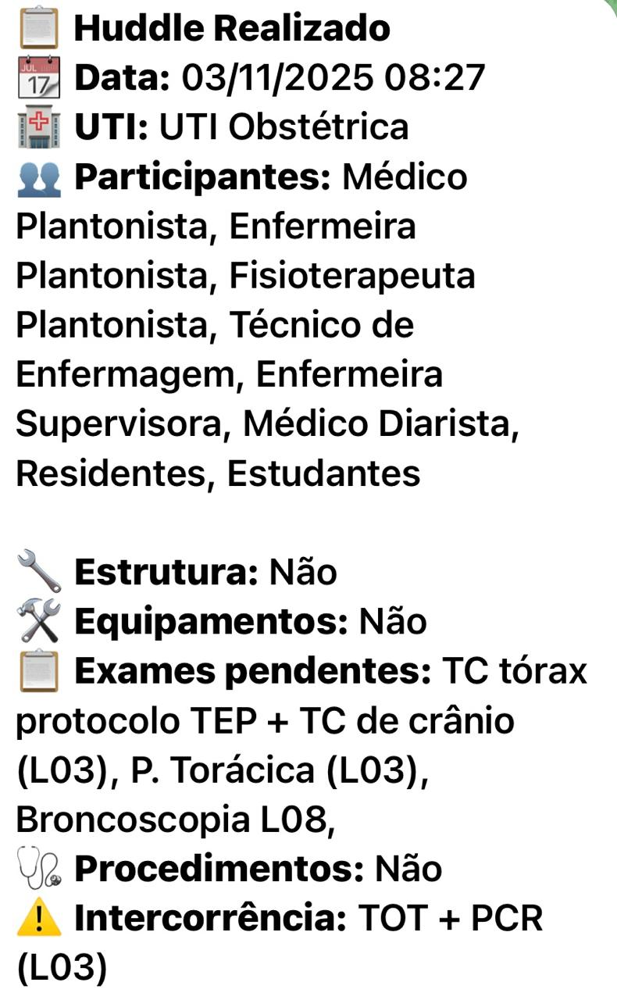 📋 Huddle Realizado
📅 Data: 03/11/2025 08:27
🏥 UTI: UTI Obstétrica
👥 Participantes: Médico
Plantonista, Enfermeira
Plantonista, Fisioterapeuta
Plantonista, Técnico de
Enfermagem, Enfermeira
Supervisora, Médico Diarista,
Residentes, Estudantes

🔧 Estrutura: Não
🛠️ Equipamentos: Não
📋 Exames pendentes: TC tórax
protocolo TEP + TC de crânio
(L03), P. Torácica (L03),
Broncoscopia L08,
🩺 Procedimentos: Não
⚠️ Intercorrência: TOT + PCR
(L03)